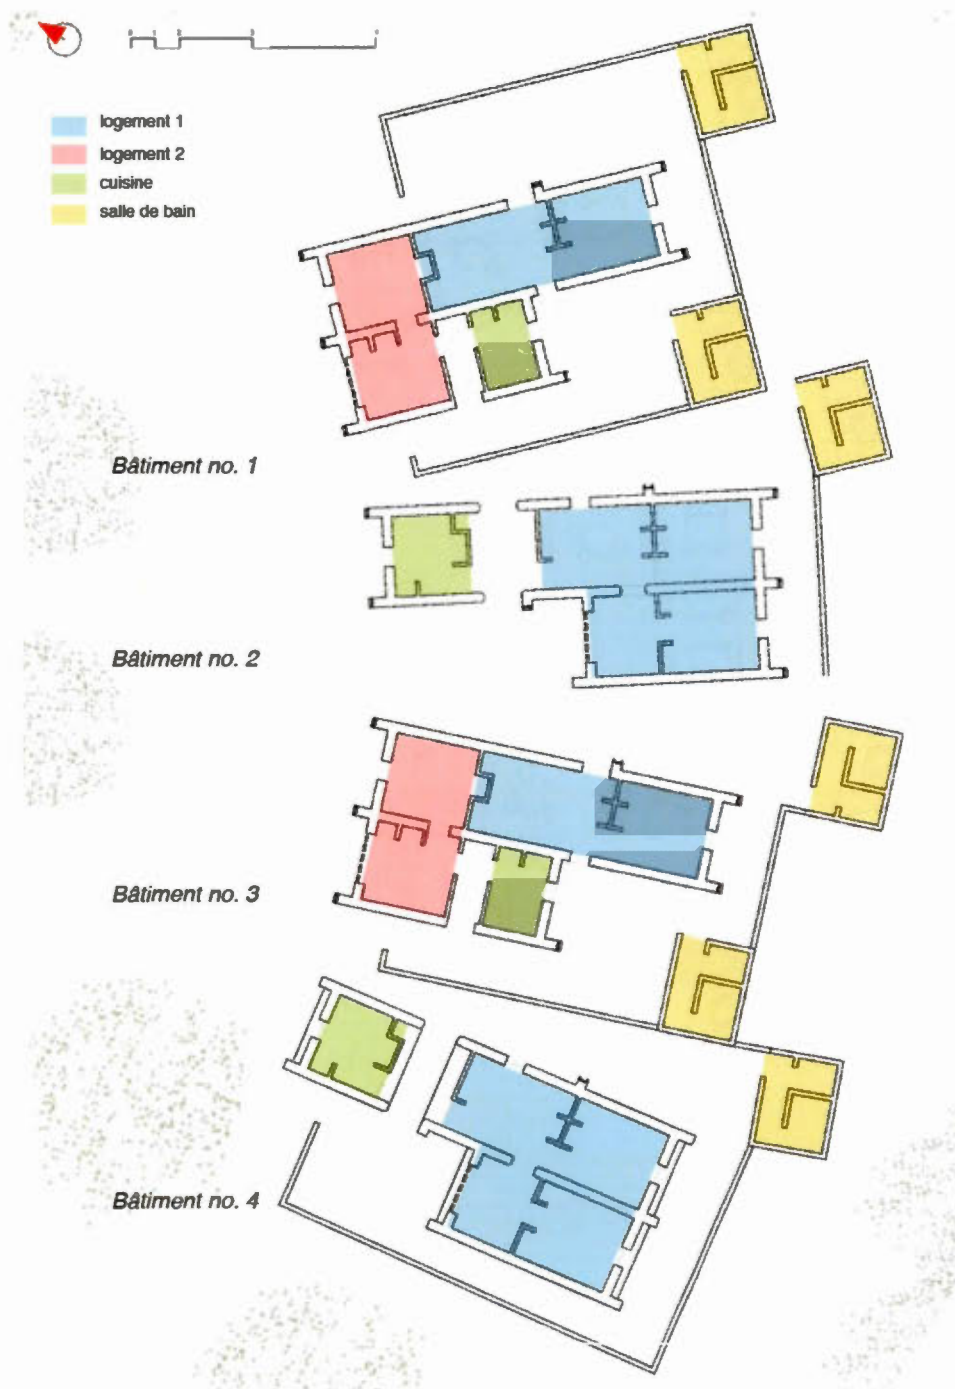 logement 1
logement 2
cuisine
salle de bain
Bâtiment no. 1
Bâtiment no. 2
Bâtiment no. 3
Bâtiment no. 4